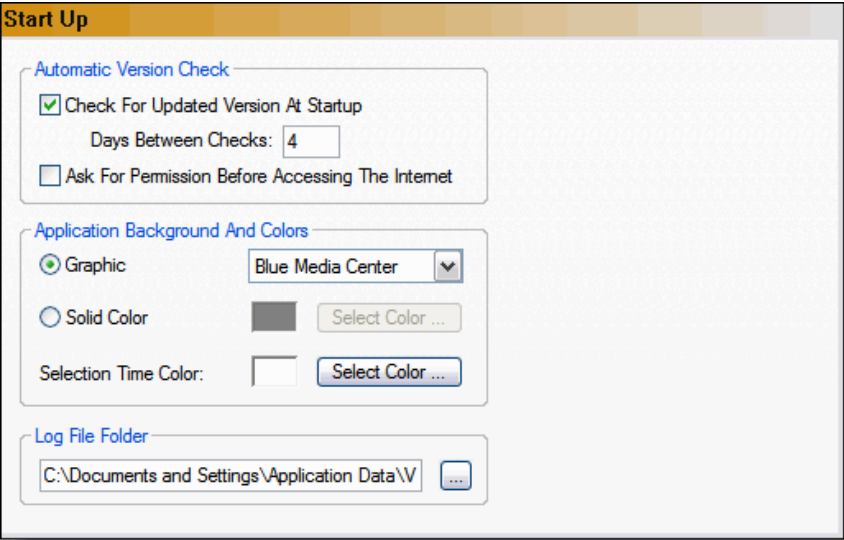 Start Up
Automatic Version Check
Check For Updated Version At Startup
Days Between Checks: 4
Ask For Permission Before Accessing The Internet
Application Background And Colors
Graphic Blue Media Center
Solid Color Select Color ...
Selection Time Color: Select Color ...
Log File Folder
C:\Documents and Settings\Application Data\V ...